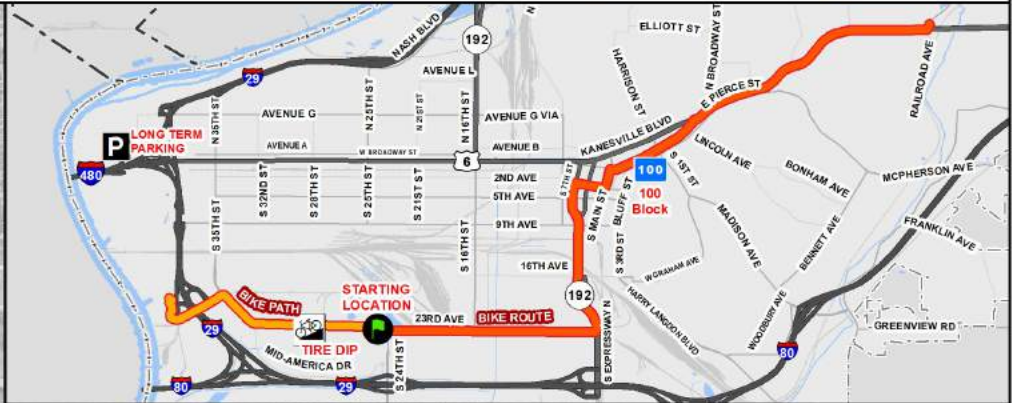 NASH BLVD
192
N
ELLIOTT ST
N BROADWAY ST
HARRISON ST
RAILROAD AVE
29
AVENUE L
E PIERCE ST
N 35TH ST
N 25TH ST
N 21ST ST
N 16TH ST
AVENUE G
AVENUE G VIA
KANESVILLE BLVD
P
LONG TERM
PARKING
AVENUE A
W BROADWAY ST
6
AVENUE B
LINCOLN AVE
480
100
S 1ST ST
BONHAM AVE
MCPHERSON AVE
S 32ND ST
S 28TH ST
S 25TH ST
S 21ST ST
2ND AVE
S 7TH ST
5TH AVE
S MAIN ST
BLUFF ST
100
Block
S 35TH ST
9TH AVE
S 3RD ST
MADISON AVE
BENNETT AVE
FRANKLIN AVE
S 16TH ST
16TH AVE
W GRAHAM AVE
192
HARRY LANGDON BLVD
WOODBURY AVE
STARTING
LOCATION
BIKE PATH
23RD AVE
BIKE ROUTE
29
TIRE DIP
S 24TH ST
S EXPRESSWAY N
GREENVIEW RD
MID-AMERICA DR
80
80
29